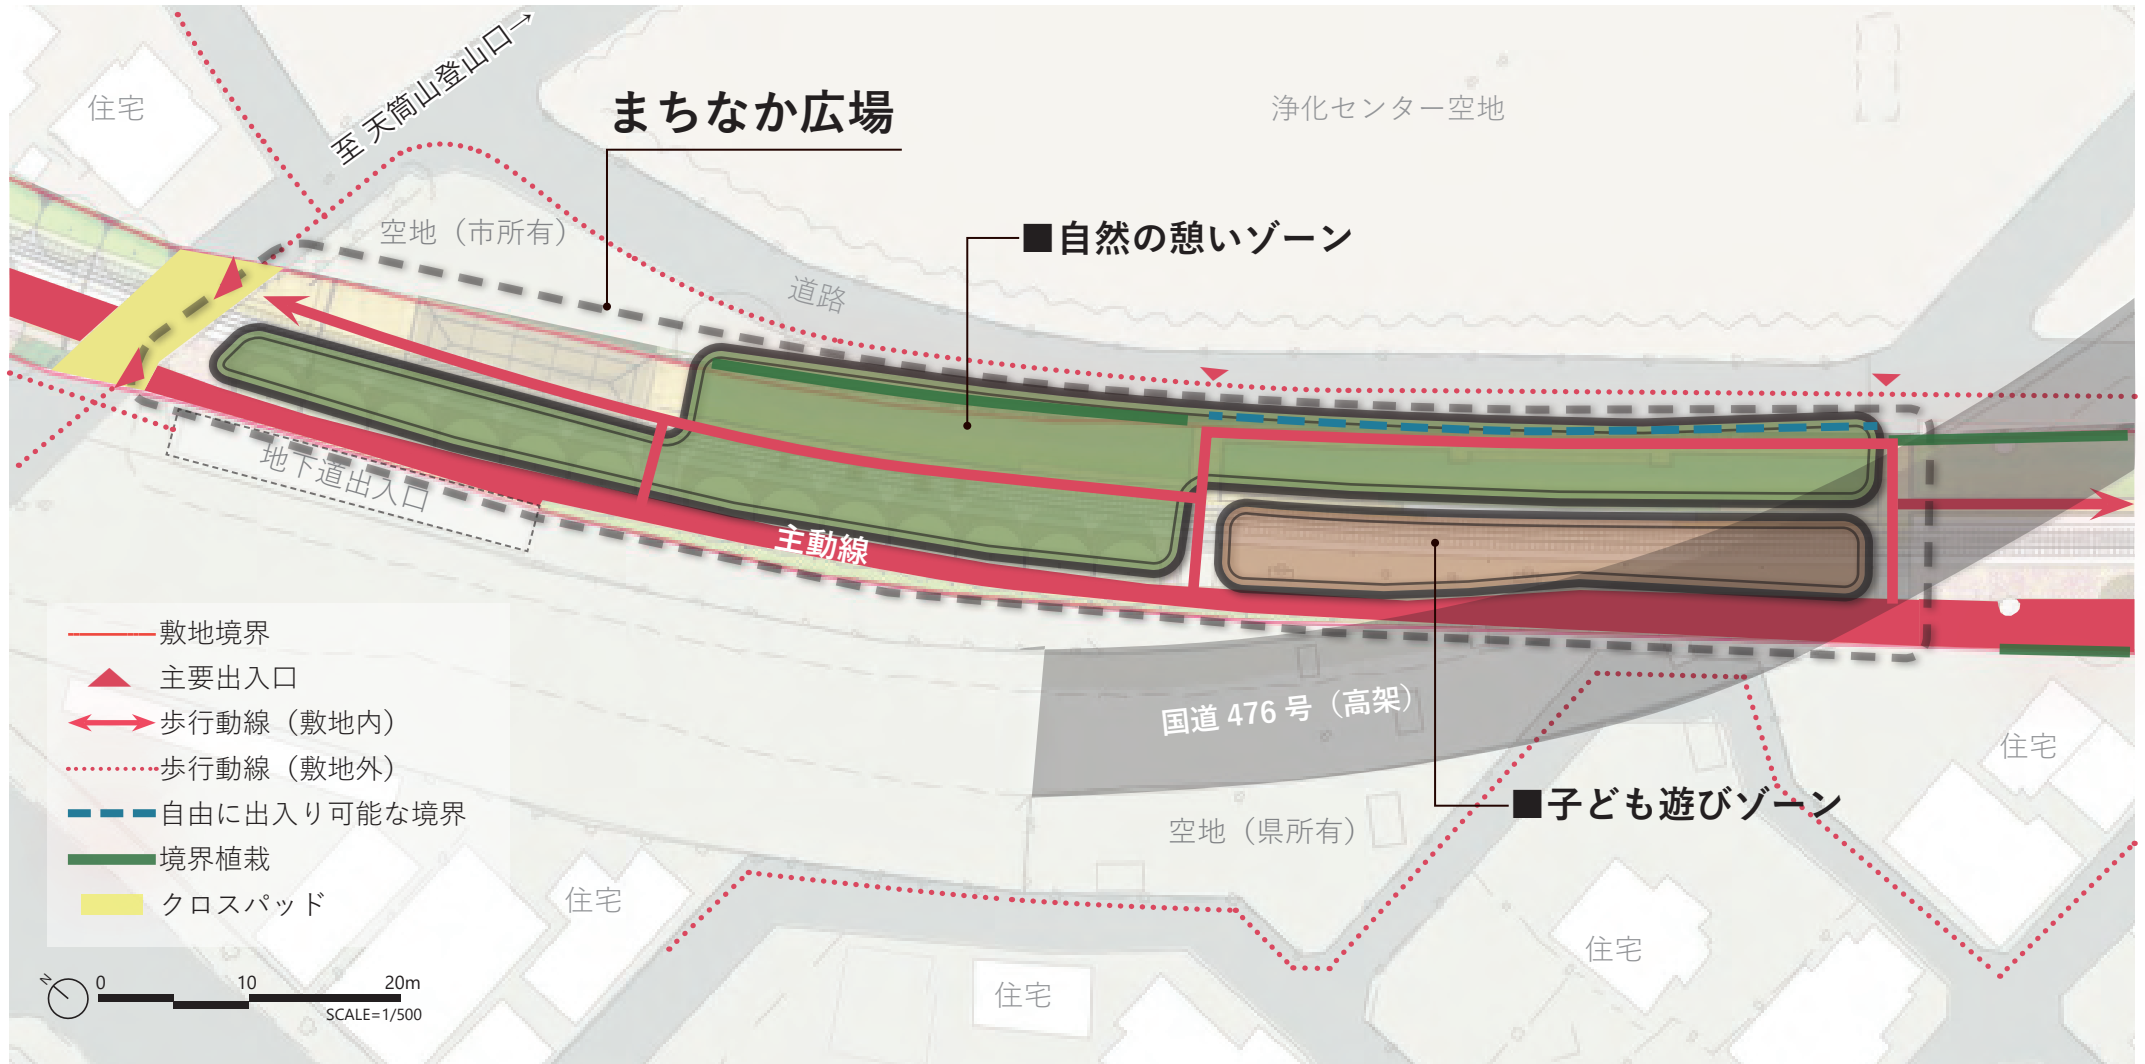 住宅
至 天筒山登山口→
まちなか広場
浄化センター空地
空地（市所有）
■自然の憩いゾーン
道路
地下道出入口
主動線
国道 476 号（高架）
■子ども遊びゾーン
空地（県所有）
住宅
住宅
住宅
住宅
敷地境界
主要出入口
歩行動線（敷地内）
歩行動線（敷地外）
自由に出入り可能な境界
境界植栽
クロスパッド
N
0 10 20m
SCALE=1/500